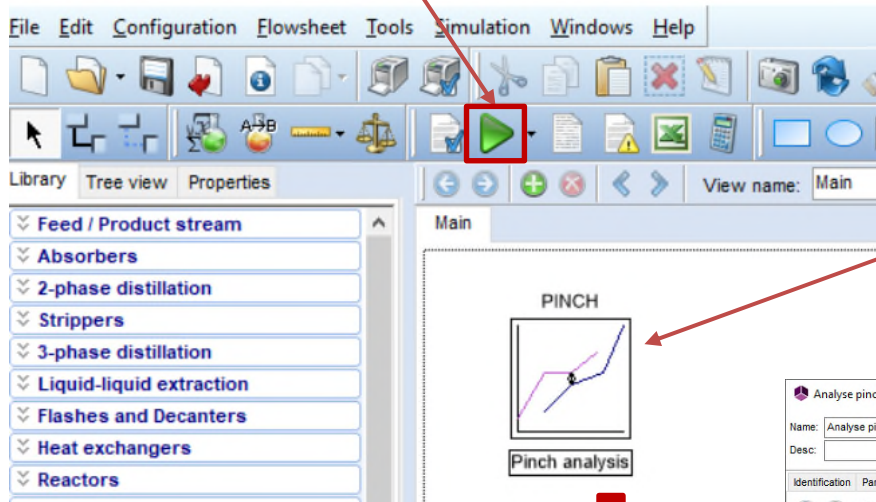 File Edit Configuration Flowsheet Tools Simulation Windows Help
A→B
Library Tree view Properties
View name: Main
Feed / Product stream
Main
Absorbers
2-phase distillation
Strippers
3-phase distillation
Liquid-liquid extraction
Flashes and Decanters
Heat exchangers
Reactors
PINCH
Pinch analysis
Analyse pinc
Name: Analyse pi
Desc:
Identification Par